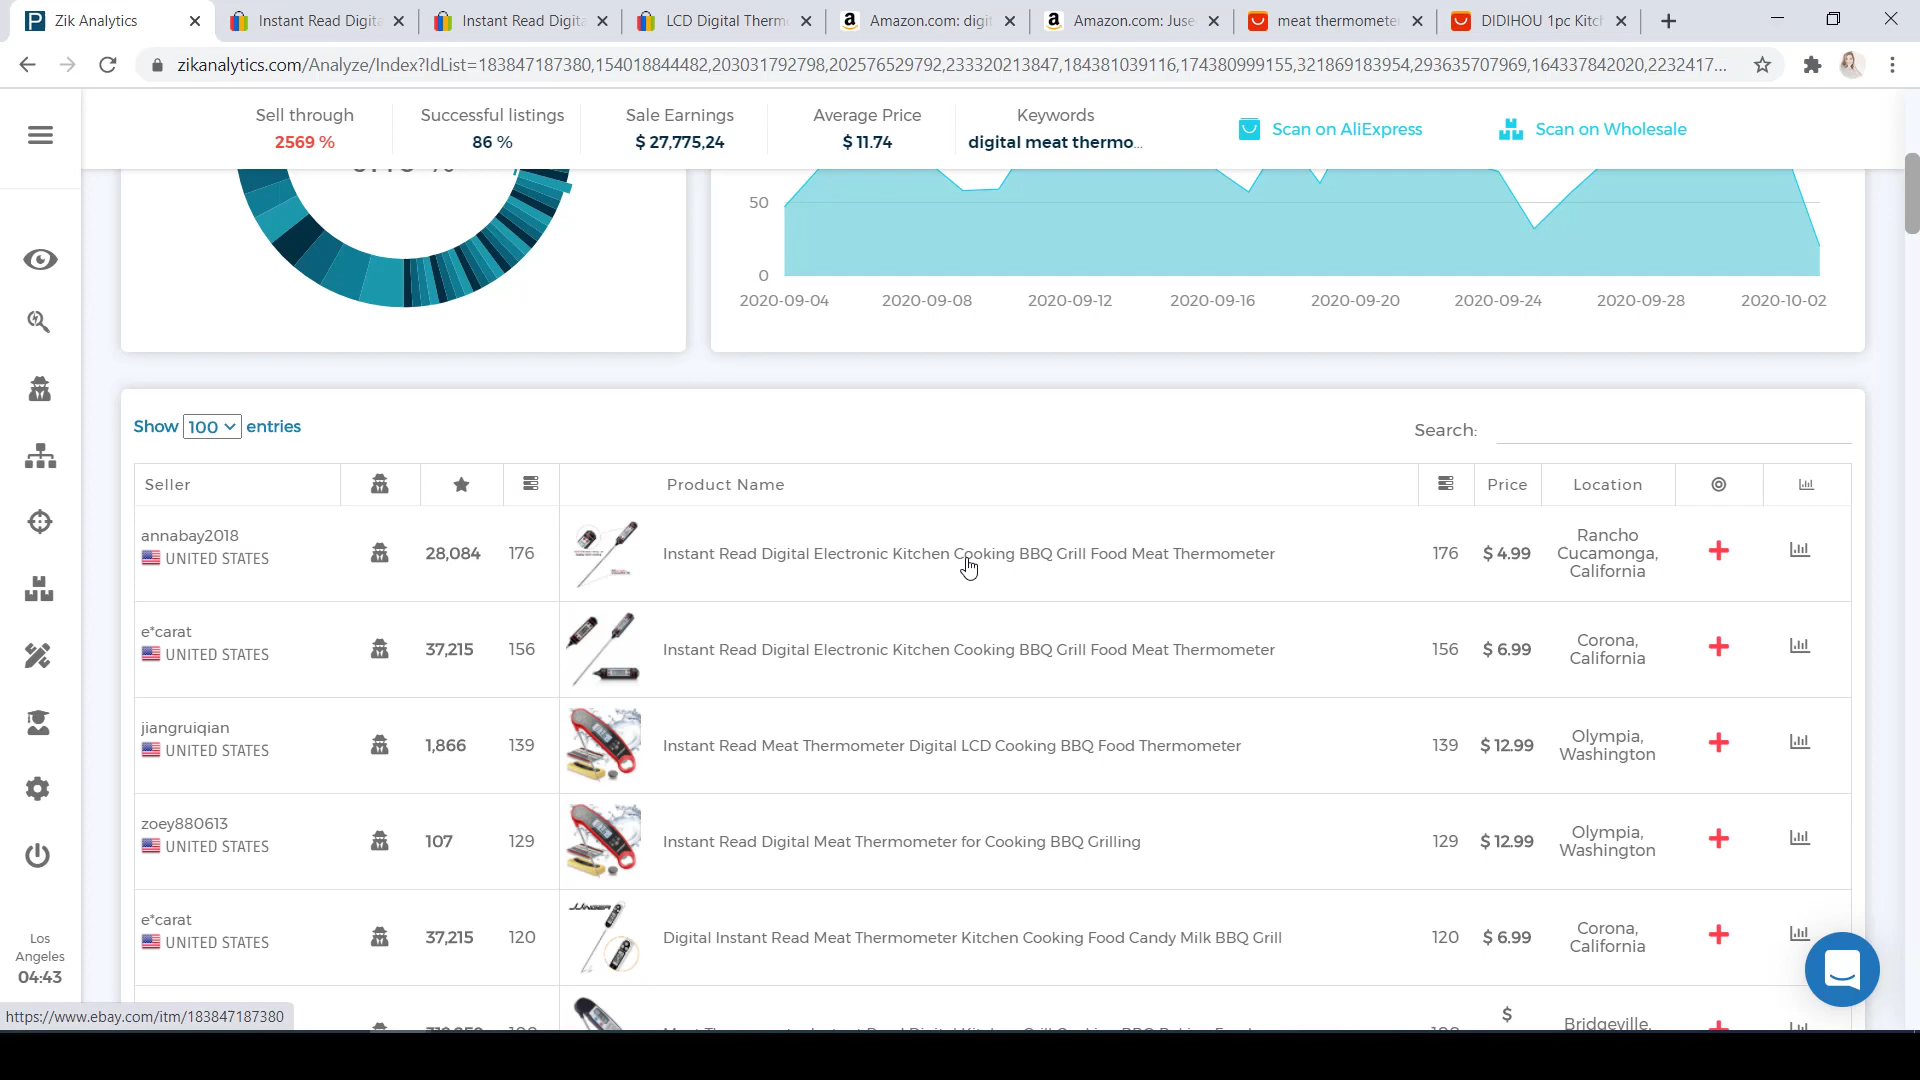 Zik Analytics
Instant Read Digita
Instant Read Digita
LCD Digital Therm
Amazon.com: digi
Amazon.com: Juse
meat thermomete
DIDIHOU 1pc Kitc
zikanalytics.com/Analyze/Index?IdList=183847187380,154018844482,203031792798,202576529792,233320213847,184381039116,174380999155,321869183954,293635707969,164337842020,2232417...
Sell through
2569 %
Successful listings
86 %
Sale Earnings
$ 27,775,24
Average Price
$ 11.74
Keywords
digital meat thermo...
Scan on AliExpress
Scan on Wholesale
50
0
2020-09-04 2020-09-08 2020-09-12 2020-09-16 2020-09-20 2020-09-24 2020-09-28 2020-10-02
Show 100 entries
Search:
Seller Product Name Price Location
annabay2018
UNITED STATES
28,084 176
Instant Read Digital Electronic Kitchen Cooking BBQ Grill Food Meat Thermometer
176 $ 4.99
Rancho
Cucamonga,
California
e*carat
UNITED STATES
37,215 156
Instant Read Digital Electronic Kitchen Cooking BBQ Grill Food Meat Thermometer
156 $ 6.99
Corona,
California
jiangruiqian
UNITED STATES
1,866 139
Instant Read Meat Thermometer Digital LCD Cooking BBQ Food Thermometer
139 $ 12.99
Olympia,
Washington
zoey880613
UNITED STATES
107 129
Instant Read Digital Meat Thermometer for Cooking BBQ Grilling
129 $ 12.99
Olympia,
Washington
e*carat
UNITED STATES
37,215 120
Digital Instant Read Meat Thermometer Kitchen Cooking Food Candy Milk BBQ Grill
120 $ 6.99
Corona,
California
$
Bridgeville,
Los
Angeles
04:43
https://www.ebay.com/itm/183847187380